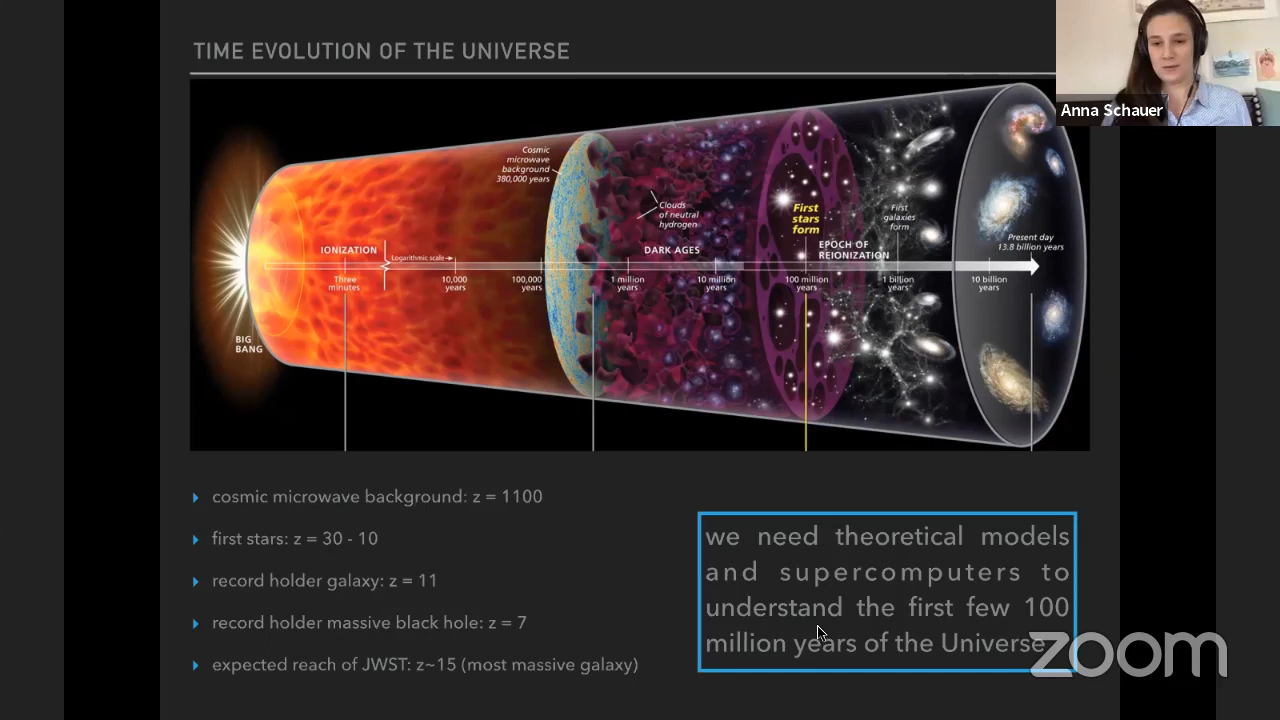 TIME EVOLUTION OF THE UNIVERSE
Anna Schauer
Cosmic
microwave
background
380,000 years
Clouds
of neutral
hydrogen
First
stars
form
First
galaxies
form
Present day
13.8 billion years
IONIZATION
DARK AGES
EPOCH OF
REIONIZATION
Logarithmic scale
Three
minutes
10,000
years
100,000
years
1 million
years
10 million
years
100 million
years
1 billion
years
10 billion
years
BIG
BANG
cosmic microwave background: z = 1100
first stars: z = 30 - 10
record holder galaxy: z = 11
record holder massive black hole: z = 7
expected reach of JWST: z~15 (most massive galaxy)
we need theoretical models
and supercomputers to
understand the first few 100
million years of the Universe
zoom